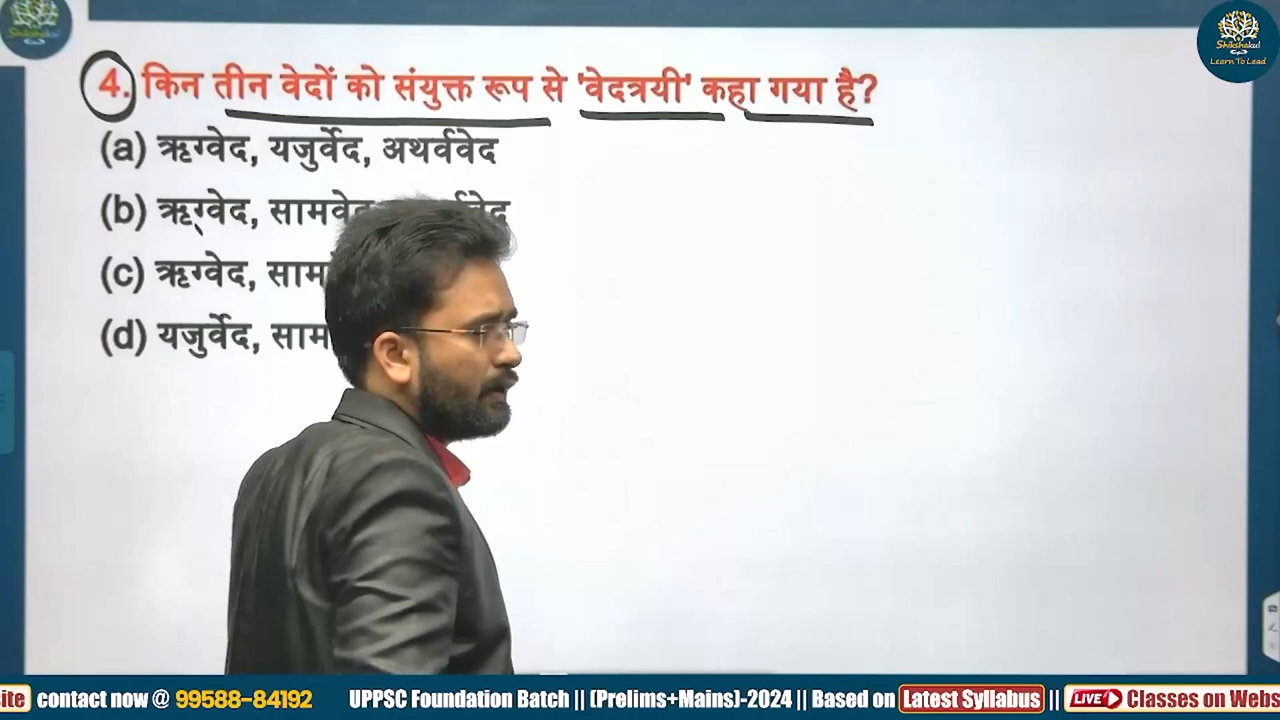 Shikshakul
Shikshakul
Learn To Lead
4. किन तीन वेदों को संयुक्त रूप से 'वेदत्रयी' कहा गया है?
(a) ऋग्वेद, यजुर्वेद, अथर्ववेद
(b) ऋग्वेद, सामवेद,
(c) ऋग्वेद,
(d) यजुर्वेद,
contact now @ 99588-84192 UPPSC Foundation Batch || (Prelims+Mains)-2024 || Based on Latest Syllabus || LIVE Classes on